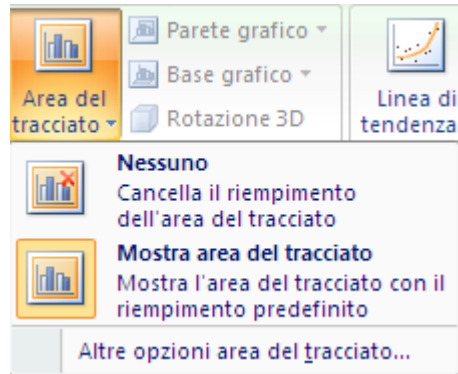 Parete grafico
Base grafico
Rotazione 3D
Area del
tracciato
Linea di
tendenza
Nessuno
Cancella il riempimento
dell'area del tracciato
Mostra area del tracciato
Mostra l'area del tracciato con il
riempimento predefinito
Altre opzioni area del tracciato...